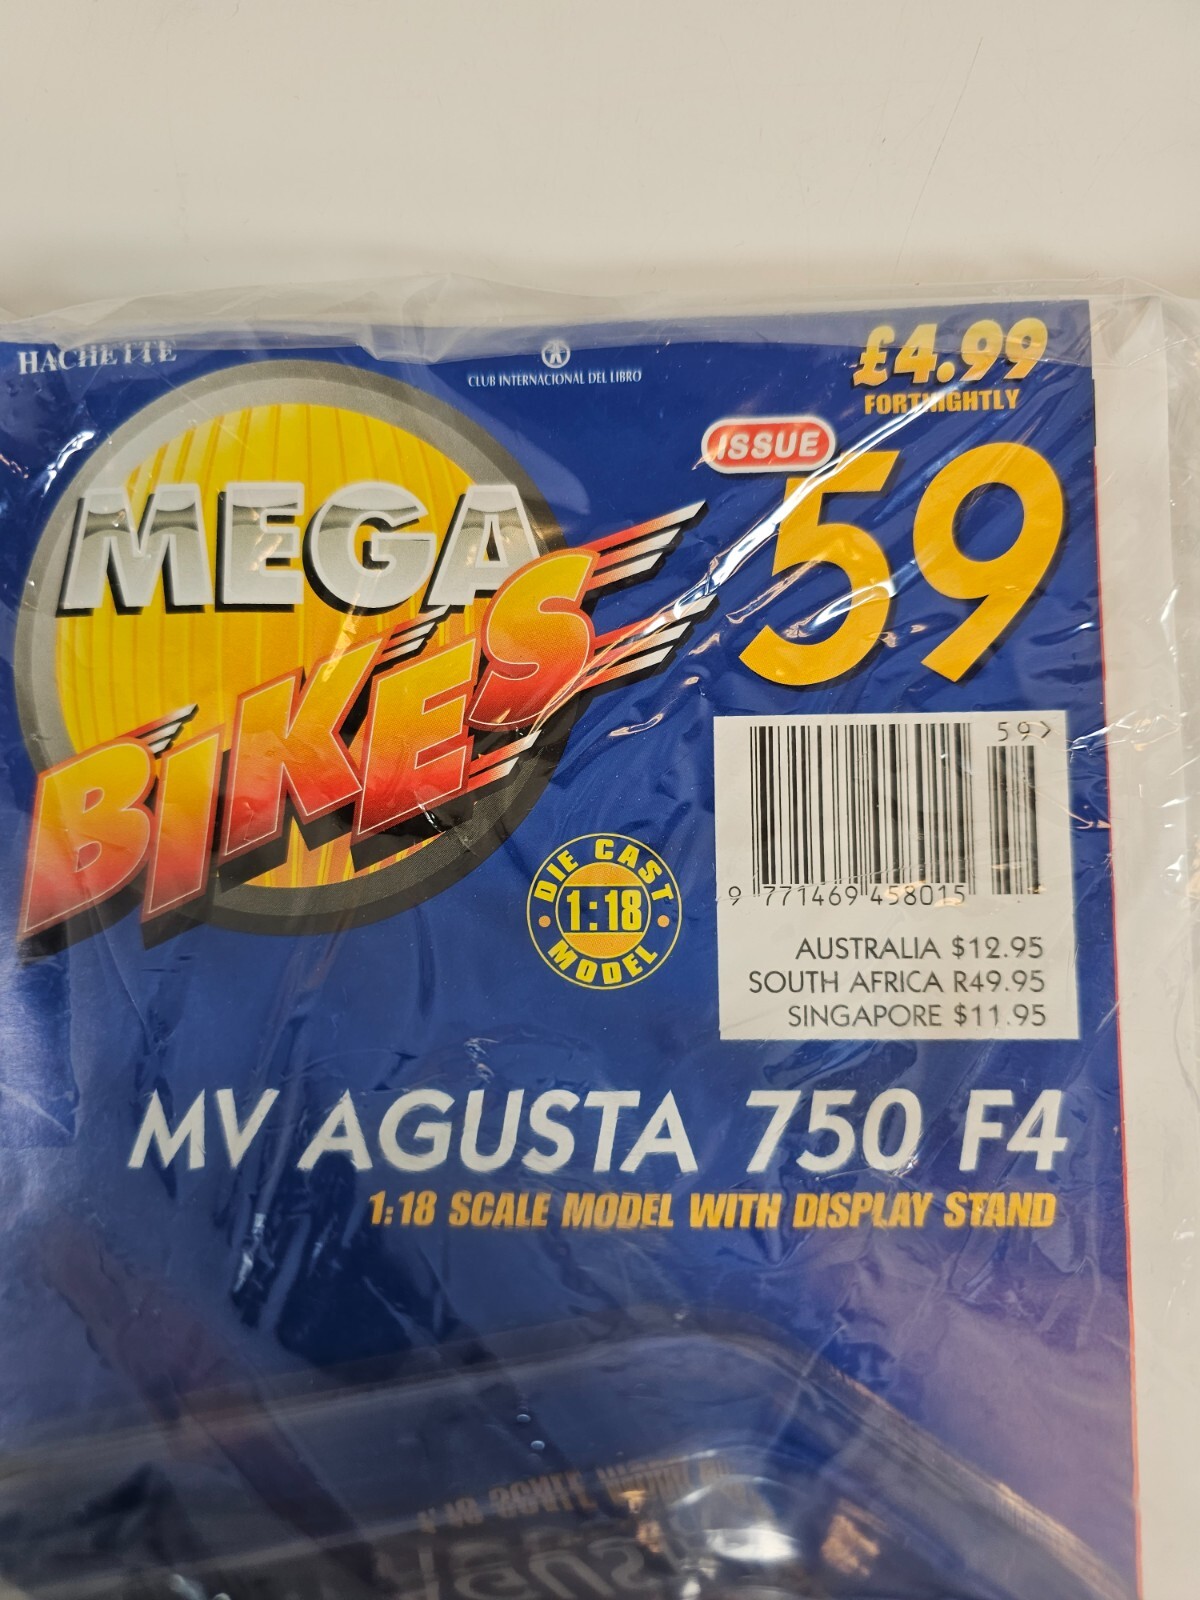 HACHETTE
CLUB INTERNACIONAL DEL LIBRO
£4.99
FORTNIGHTLY
ISSUE
59
MEGA
BIKES
59>
9 771469 458015
DIE CAST
1:18
MODEL
AUSTRALIA $12.95
SOUTH AFRICA R49.95
SINGAPORE $11.95
MV AGUSTA 750 F4
1:18 SCALE MODEL WITH DISPLAY STAND